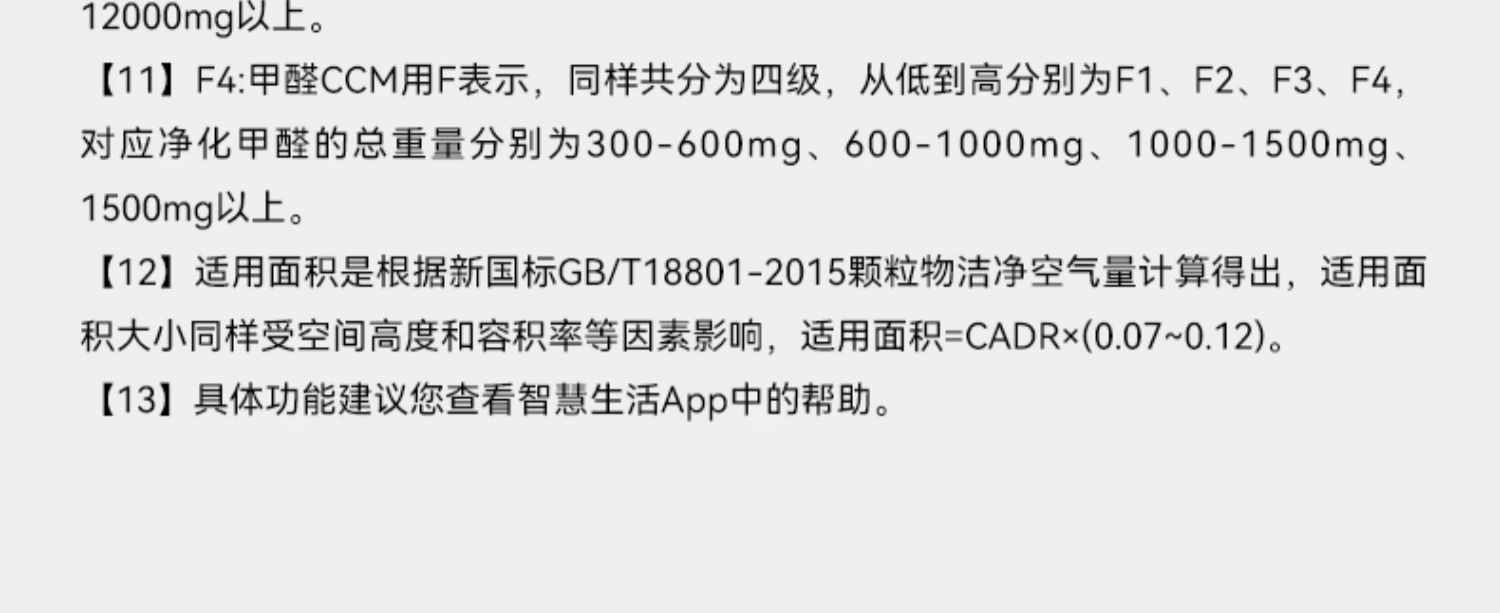 12000mg以上。
【11】F4:甲醛CCM用F表示，同样共分为四级，从低到高分别为F1、F2、F3、F4，
对应净化甲醛的总重量分别为300-600mg、600-1000mg、1000-1500mg、
1500mg以上。
【12】适用面积是根据新国标GB/T18801-2015颗粒物洁净空气量计算得出，适用面
积大小同样受空间高度和容积率等因素影响，适用面积=CADR×(0.07~0.12)。
【13】具体功能建议您查看智慧生活App中的帮助。